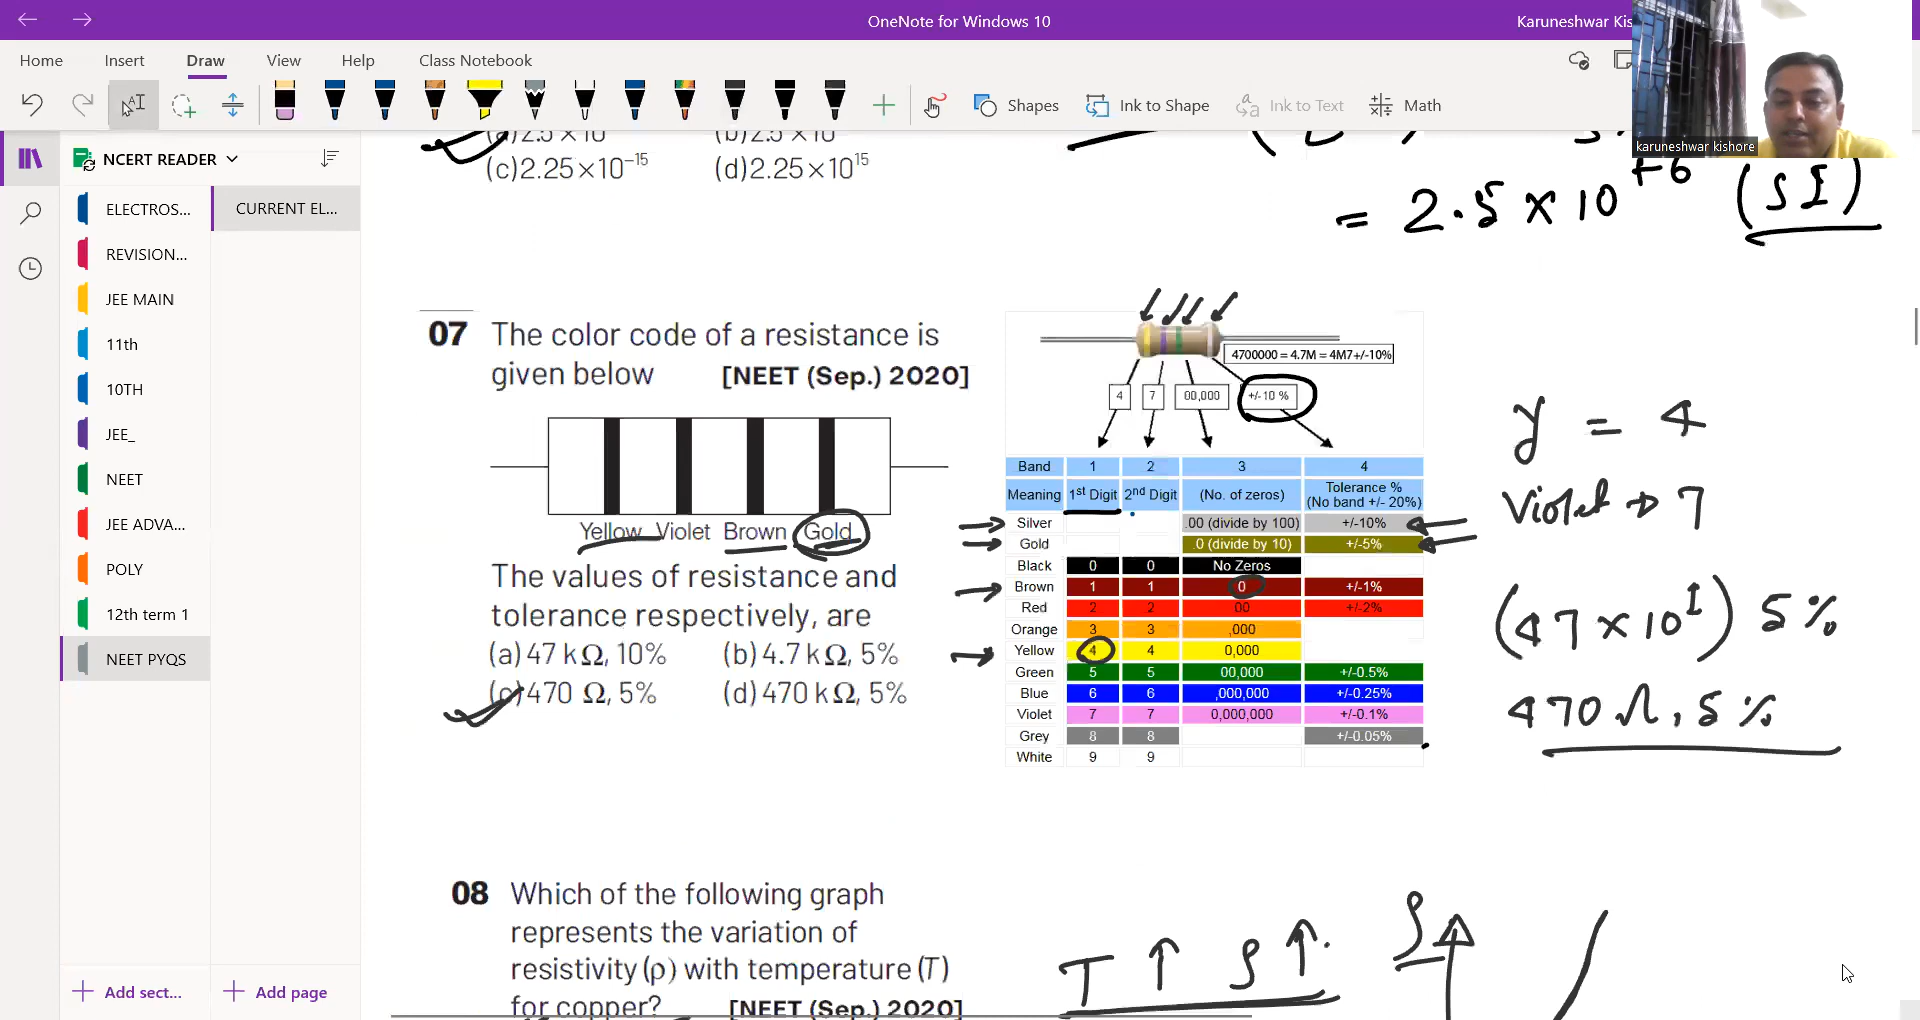 OneNote for Windows 10
Karuneshwar Kis
Home Insert Draw View Help Class Notebook
Shapes Ink to Shape Ink to Text Math
karuneshwar kishore
NCERT READER
ELECTROS...
REVISION...
JEE MAIN
11th
10TH
JEE_
NEET
JEE ADVA...
POLY
12th term 1
NEET PYQS
Add sect...
CURRENT EL...
Add page
(a) 2.5 × 10 (b) 2.5 × 10
(c) 2.25×10⁻¹⁵ (d) 2.25×10¹⁵
= 2.5 × 10⁺⁶ (SI)
07 The color code of a resistance is
given below [NEET (Sep.) 2020]
Yellow Violet Brown Gold
The values of resistance and
tolerance respectively, are
(a) 47 kΩ, 10% (b) 4.7 kΩ, 5%
(c) 470 Ω, 5% (d) 470 kΩ, 5%
4700000 = 4.7M = 4M7+/-10%
4 7 00,000 +/-10 %
Band 1 2 3 4
Meaning 1st Digit 2nd Digit (No. of zeros) Tolerance %
(No band +/- 20%)
Silver .00 (divide by 100) +/-10%
Gold .0 (divide by 10) +/-5%
Black 0 0 No Zeros
Brown 1 1 0 +/-1%
Red 2 2 00 +/-2%
Orange 3 3 ,000
Yellow 4 4 0,000
Green 5 5 00,000 +/-0.5%
Blue 6 6 ,000,000 +/-0.25%
Violet 7 7 0,000,000 +/-0.1%
Grey 8 8 +/-0.05%
White 9 9
y = 4
Violet → 7
(47 × 10¹) 5 %
470 Ω, 5 %
08 Which of the following graph
represents the variation of
resistivity (ρ) with temperature (T)
for copper? [NEET (Sep.) 2020]
T ↑ ρ ↑
ρ